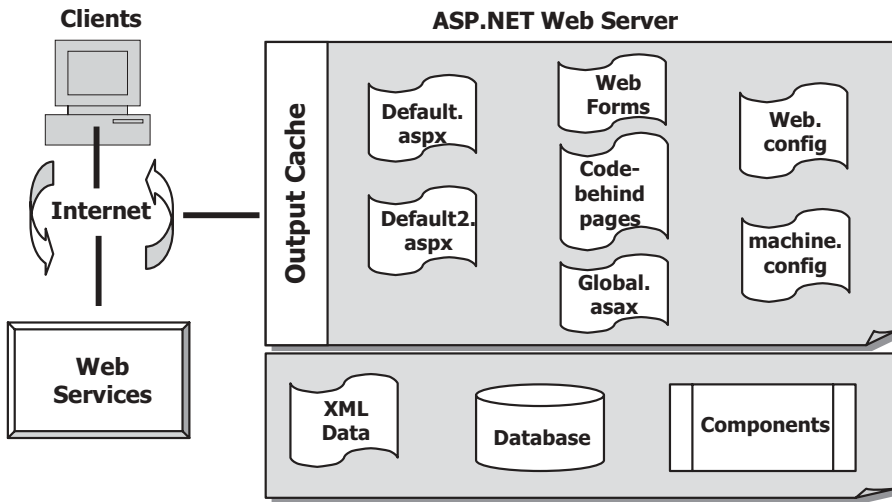 Clients
ASP.NET Web Server
Internet
Web
Services
Output Cache
Default.
aspx
Default2.
aspx
Web
Forms
Code-
behind
pages
Global.
asax
Web.
config
machine.
config
XML
Data
Database
Components